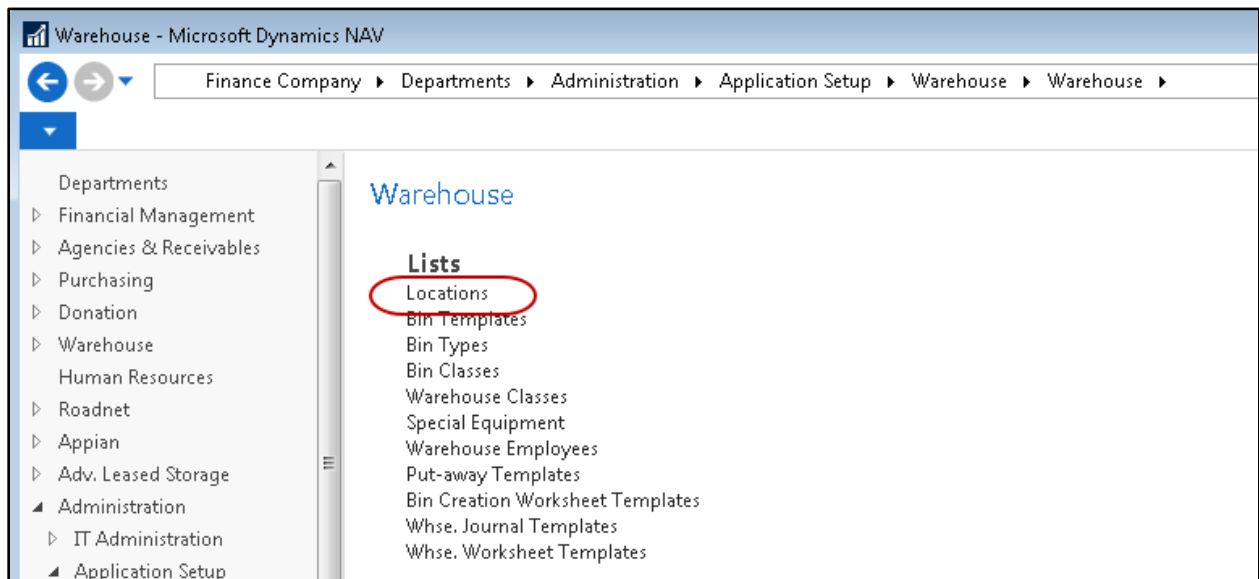 Warehouse - Microsoft Dynamics NAV
Finance Company ▸ Departments ▸ Administration ▸ Application Setup ▸ Warehouse ▸ Warehouse ▸
Departments
Financial Management
Agencies & Receivables
Purchasing
Donation
Warehouse
Human Resources
Roadnet
Appian
Adv. Leased Storage
Administration
IT Administration
Application Setup
Warehouse
Lists
Locations
Bin Templates
Bin Types
Bin Classes
Warehouse Classes
Special Equipment
Warehouse Employees
Put-away Templates
Bin Creation Worksheet Templates
Whse. Journal Templates
Whse. Worksheet Templates